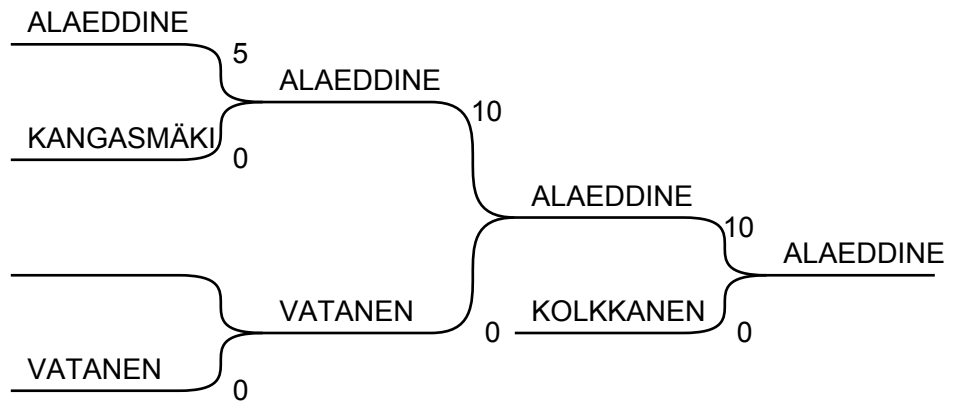 ALAEDDINE
5
ALAEDDINE
10
KANGASMÄKI
0
ALAEDDINE
10
ALAEDDINE
VATANEN
0
KOLKKANEN
0
VATANEN
0